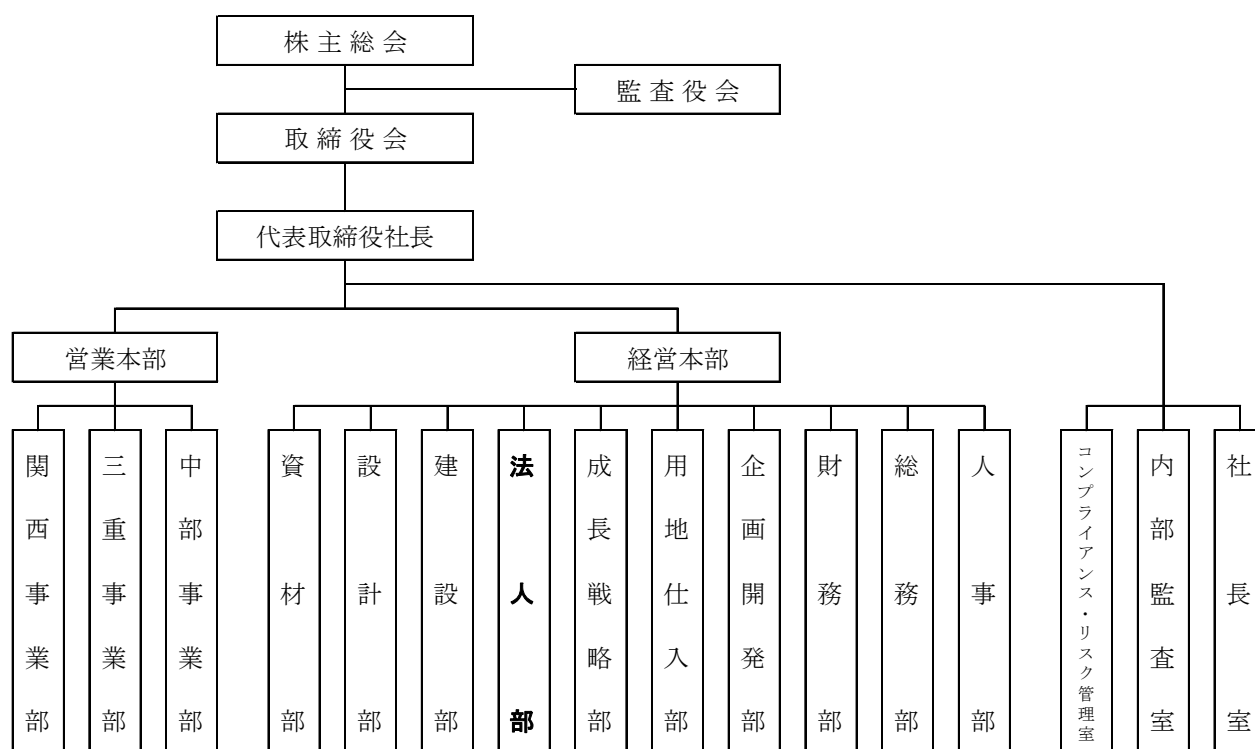 株主総会
監査役会
取締役会
代表取締役社長
営業本部
経営本部
関西事業部
三重事業部
中部事業部
資材部
設計部
建設部
法人部
成長戦略部
用地仕入部
企画開発部
財務部
総務部
人事部
コンプライアンス・リスク管理室
内部監査室
社長室